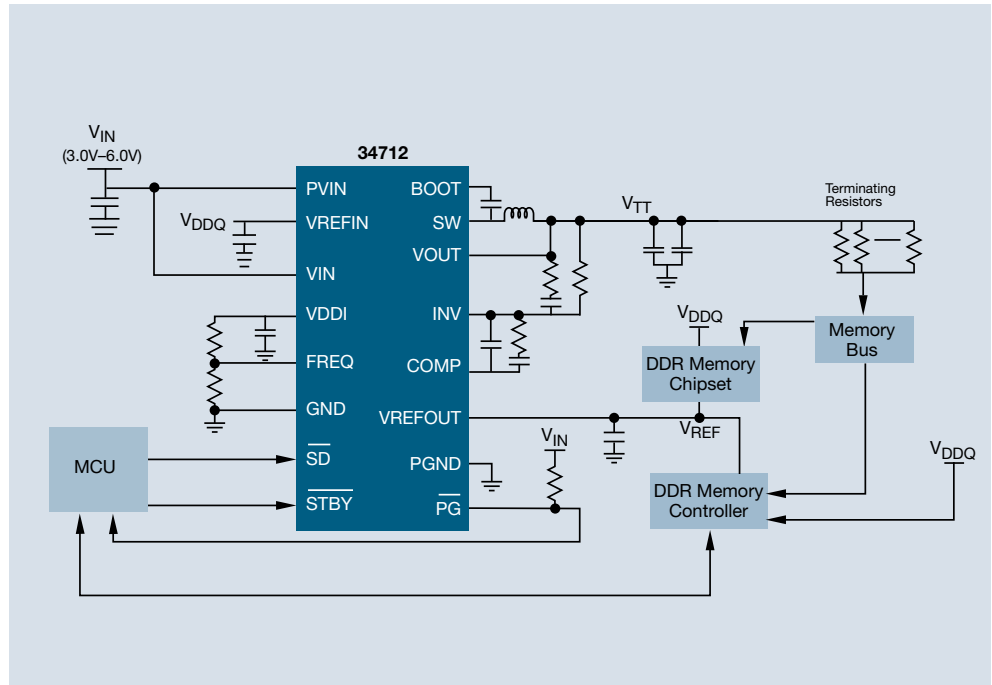 34712
VIN
(3.0V–6.0V)
PVIN
VDDQ
VREFIN
VIN
VDDI
FREQ
GND
SD
STBY
MCU
BOOT
SW
VOUT
INV
COMP
VREFOUT
PGND
PG
VTT
Terminating
Resistors
VDDQ
DDR Memory
Chipset
Memory
Bus
VREF
VIN
DDR Memory
Controller
VDDQ